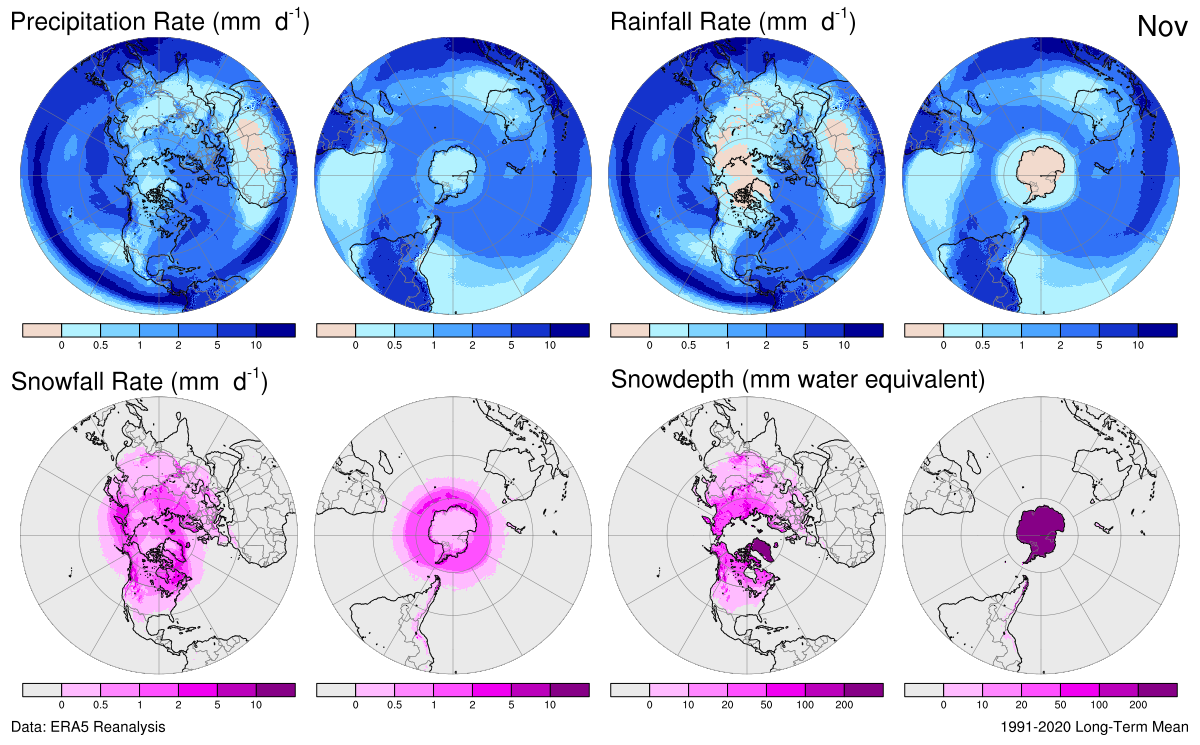 Precipitation Rate (mm d-1)
Rainfall Rate (mm d-1)
Nov
0 0.5 1 2 5 10
0 0.5 1 2 5 10
0 0.5 1 2 5 10
0 0.5 1 2 5 10
Snowfall Rate (mm d-1)
Snowdepth (mm water equivalent)
0 0.5 1 2 5 10
0 0.5 1 2 5 10
0 10 20 50 100 200
0 10 20 50 100 200
Data: ERA5 Reanalysis
1991-2020 Long-Term Mean